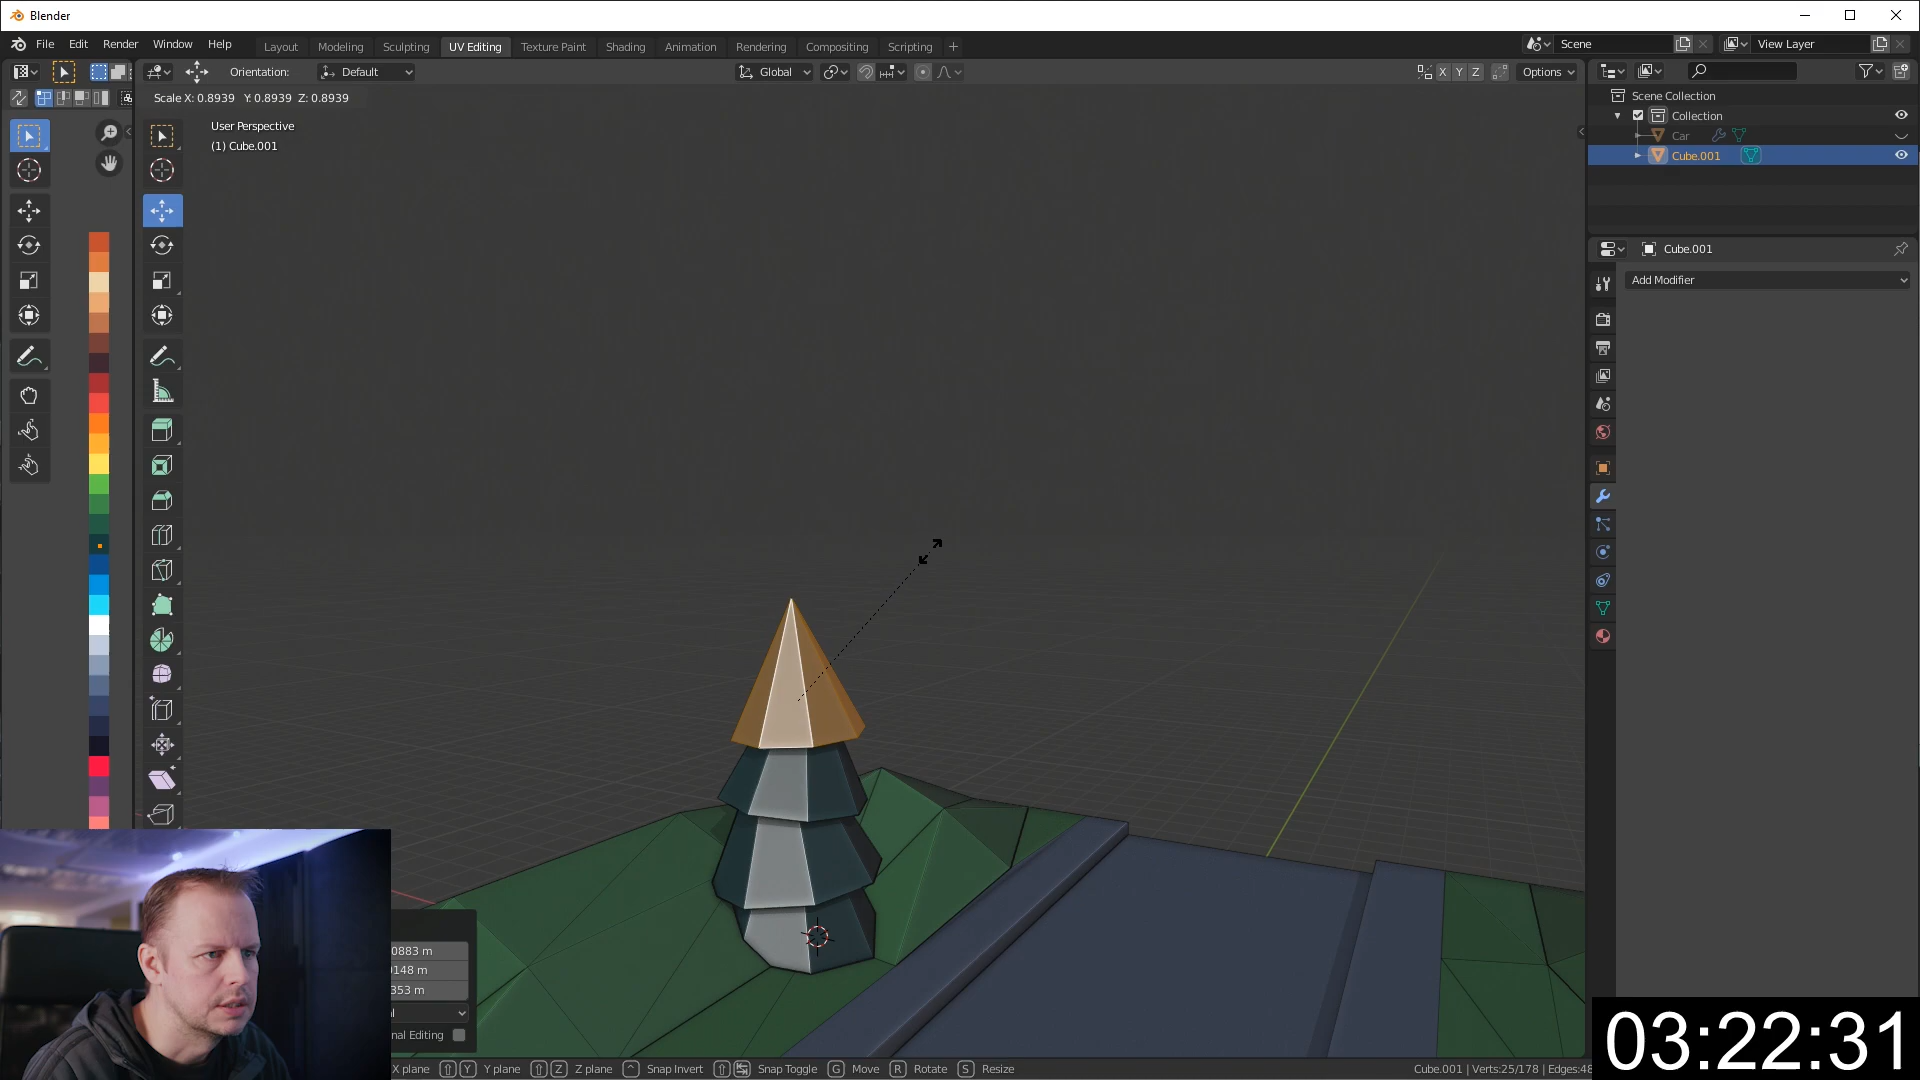 Blender
File Edit Render Window Help
Layout Modeling Sculpting UV Editing Texture Paint Shading Animation Rendering Compositing Scripting +
Scene
View Layer
Orientation: Default
Global
X Y Z
Options
Scale X: 0.8939 Y: 0.8939 Z: 0.8939
User Perspective
(1) Cube.001
Scene Collection
Collection
Car
Cube.001
Cube.001
Add Modifier
0883 m
148 m
353 m
nal Editing
X plane Y Y plane Z Z plane Snap Invert Snap Toggle G Move R Rotate S Resize
Cube.001 | Verts:25/178 | Edges:48
03:22:31